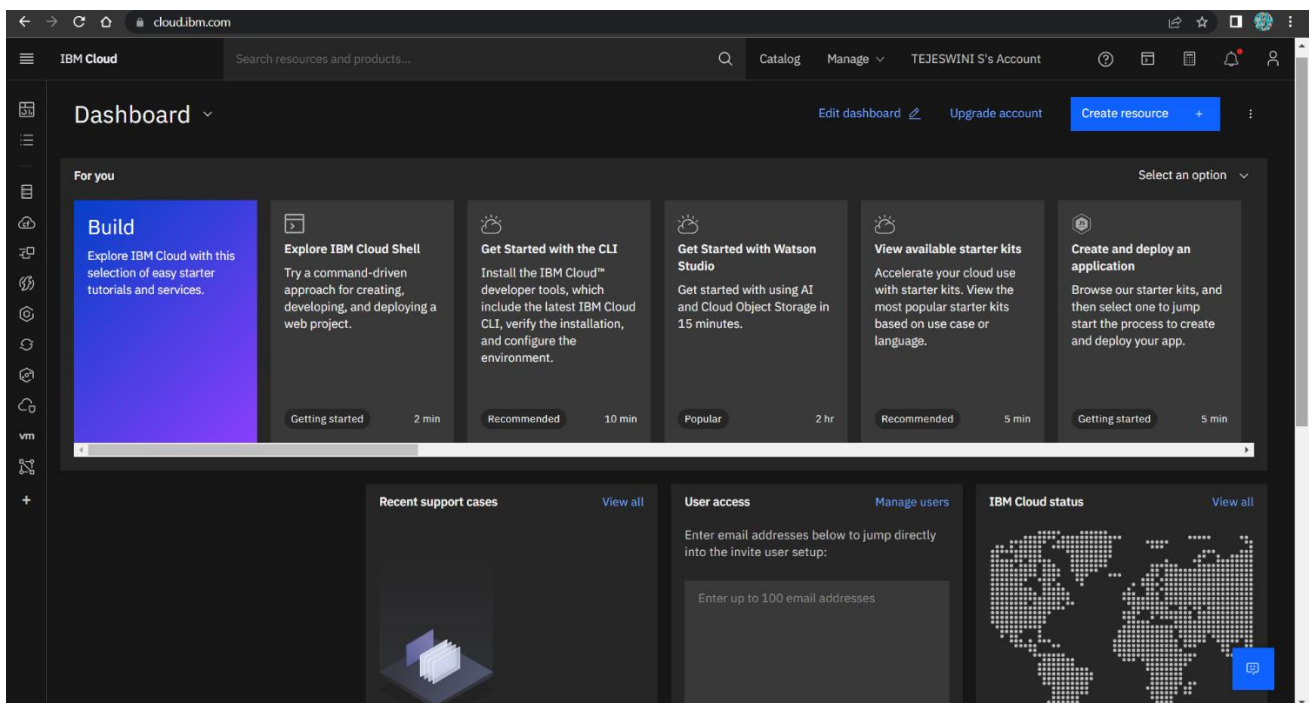 cloud.ibm.com
IBM Cloud
Search resources and products...
Catalog
Manage
TEJESWINI S's Account
Dashboard
Edit dashboard
Upgrade account
Create resource +
For you
Select an option
Build
Explore IBM Cloud with this
selection of easy starter
tutorials and services.
Explore IBM Cloud Shell
Try a command-driven
approach for creating,
developing, and deploying a
web project.
Getting started
2 min
Get Started with the CLI
Install the IBM Cloud™
developer tools, which
include the latest IBM Cloud
CLI, verify the installation,
and configure the
environment.
Recommended
10 min
Get Started with Watson
Studio
Get started with using AI
and Cloud Object Storage in
15 minutes.
Popular
2 hr
View available starter kits
Accelerate your cloud use
with starter kits. View the
most popular starter kits
based on use case or
language.
Recommended
5 min
Create and deploy an
application
Browse our starter kits, and
then select one to jump
start the process to create
and deploy your app.
Getting started
5 min
vm
Recent support cases
View all
User access
Manage users
Enter email addresses below to jump directly
into the invite user setup:
Enter up to 100 email addresses
IBM Cloud status
View all